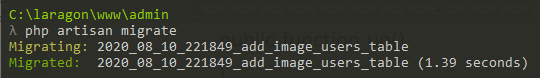 C:\laragon\www\admin
λ php artisan migrate
Migrating: 2020_08_10_221849_add_image_users_table
Migrated:  2020_08_10_221849_add_image_users_table (1.39 seconds)